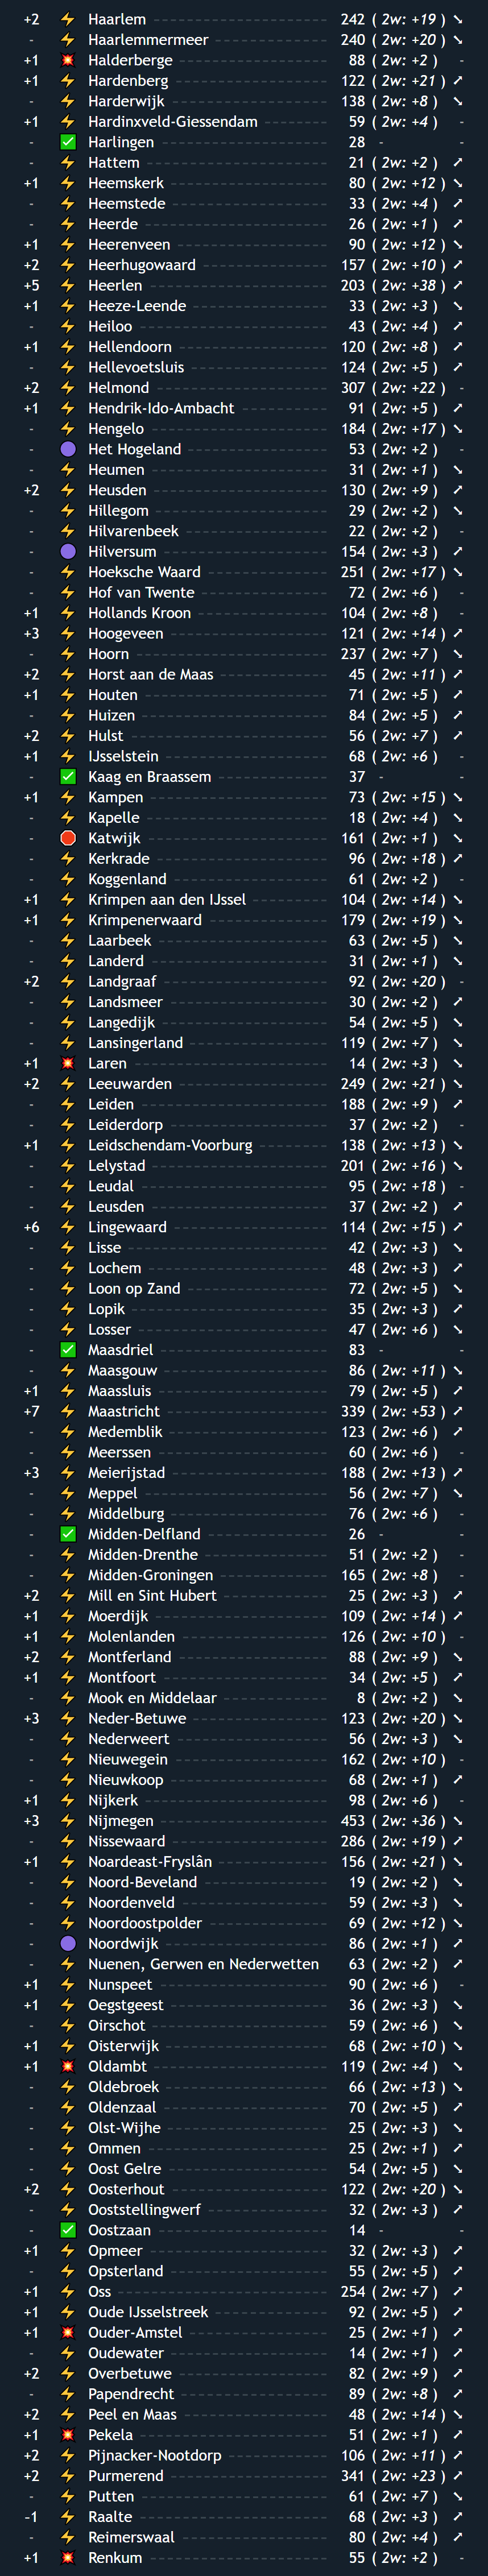 +2 ⚡ Haarlem 242 ( 2w: +19 ) ↘
- ⚡ Haarlemmermeer 240 ( 2w: +20 ) ↘
+1 💥 Halderberge 88 ( 2w: +2 ) -
+1 ⚡ Hardenberg 122 ( 2w: +21 ) ↗
- ⚡ Harderwijk 138 ( 2w: +8 ) ↘
+1 ⚡ Hardinxveld-Giessendam 59 ( 2w: +4 ) -
- ✅ Harlingen 28 - -
- ⚡ Hattem 21 ( 2w: +2 ) ↗
+1 ⚡ Heemskerk 80 ( 2w: +12 ) ↘
- ⚡ Heemstede 33 ( 2w: +4 ) ↗
- ⚡ Heerde 26 ( 2w: +1 ) ↗
+1 ⚡ Heerenveen 90 ( 2w: +12 ) ↘
+2 ⚡ Heerhugowaard 157 ( 2w: +10 ) ↗
+5 ⚡ Heerlen 203 ( 2w: +38 ) ↗
+1 ⚡ Heeze-Leende 33 ( 2w: +3 ) ↘
- ⚡ Heiloo 43 ( 2w: +4 ) ↗
+1 ⚡ Hellendoorn 120 ( 2w: +8 ) ↗
- ⚡ Hellevoetsluis 124 ( 2w: +5 ) ↗
+2 ⚡ Helmond 307 ( 2w: +22 ) -
+1 ⚡ Hendrik-Ido-Ambacht 91 ( 2w: +5 ) ↗
- ⚡ Hengelo 184 ( 2w: +17 ) ↘
- 🟣 Het Hogeland 53 ( 2w: +2 ) -
- ⚡ Heumen 31 ( 2w: +1 ) ↘
+2 ⚡ Heusden 130 ( 2w: +9 ) ↗
- ⚡ Hillegom 29 ( 2w: +2 ) ↘
- ⚡ Hilvarenbeek 22 ( 2w: +2 ) -
- 🟣 Hilversum 154 ( 2w: +3 ) ↗
- ⚡ Hoeksche Waard 251 ( 2w: +17 ) ↘
- ⚡ Hof van Twente 72 ( 2w: +6 ) -
+1 ⚡ Hollands Kroon 104 ( 2w: +8 ) -
+3 ⚡ Hoogeveen 121 ( 2w: +14 ) ↗
- ⚡ Hoorn 237 ( 2w: +7 ) ↘
+2 ⚡ Horst aan de Maas 45 ( 2w: +11 ) ↗
+1 ⚡ Houten 71 ( 2w: +5 ) ↗
- ⚡ Huizen 84 ( 2w: +5 ) ↗
+2 ⚡ Hulst 56 ( 2w: +7 ) ↗
+1 ⚡ IJsselstein 68 ( 2w: +6 ) -
- ✅ Kaag en Braassem 37 - -
+1 ⚡ Kampen 73 ( 2w: +15 ) ↘
- ⚡ Kapelle 18 ( 2w: +4 ) ↘
- 🛑 Katwijk 161 ( 2w: +1 ) ↘
- ⚡ Kerkrade 96 ( 2w: +18 ) ↗
- ⚡ Koggenland 61 ( 2w: +2 ) -
+1 ⚡ Krimpen aan den IJssel 104 ( 2w: +14 ) ↘
+1 ⚡ Krimpenerwaard 179 ( 2w: +19 ) ↘
- ⚡ Laarbeek 63 ( 2w: +5 ) ↘
- ⚡ Landerd 31 ( 2w: +1 ) ↘
+2 ⚡ Landgraaf 92 ( 2w: +20 ) -
- ⚡ Landsmeer 30 ( 2w: +2 ) ↗
- ⚡ Langedijk 54 ( 2w: +5 ) ↘
- ⚡ Lansingerland 119 ( 2w: +7 ) ↘
+1 💥 Laren 14 ( 2w: +3 ) ↘
+2 ⚡ Leeuwarden 249 ( 2w: +21 ) ↘
- ⚡ Leiden 188 ( 2w: +9 ) ↗
- ⚡ Leiderdorp 37 ( 2w: +2 ) -
+1 ⚡ Leidschendam-Voorburg 138 ( 2w: +13 ) ↘
- ⚡ Lelystad 201 ( 2w: +16 ) ↘
- ⚡ Leudal 95 ( 2w: +18 ) -
- ⚡ Leusden 37 ( 2w: +2 ) ↗
+6 ⚡ Lingewaard 114 ( 2w: +15 ) ↗
- ⚡ Lisse 42 ( 2w: +3 ) ↘
- ⚡ Lochem 48 ( 2w: +3 ) ↗
- ⚡ Loon op Zand 72 ( 2w: +5 ) ↘
- ⚡ Lopik 35 ( 2w: +3 ) ↗
- ⚡ Losser 47 ( 2w: +6 ) ↘
- ✅ Maasdriel 83 - -
- ⚡ Maasgouw 86 ( 2w: +11 ) ↘
+1 ⚡ Maassluis 79 ( 2w: +5 ) ↗
+7 ⚡ Maastricht 339 ( 2w: +53 ) ↗
- ⚡ Medemblik 123 ( 2w: +6 ) ↗
- ⚡ Meerssen 60 ( 2w: +6 ) -
+3 ⚡ Meierijstad 188 ( 2w: +13 ) ↗
- ⚡ Meppel 56 ( 2w: +7 ) ↘
- ⚡ Middelburg 76 ( 2w: +6 ) -
- ✅ Midden-Delfland 26 - -
- ⚡ Midden-Drenthe 51 ( 2w: +2 ) -
- ⚡ Midden-Groningen 165 ( 2w: +8 ) -
+2 ⚡ Mill en Sint Hubert 25 ( 2w: +3 ) ↗
+1 ⚡ Moerdijk 109 ( 2w: +14 ) ↗
+1 ⚡ Molenlanden 126 ( 2w: +10 ) -
+2 ⚡ Montferland 88 ( 2w: +9 ) ↘
+1 ⚡ Montfoort 34 ( 2w: +5 ) ↗
- ⚡ Mook en Middelaar 8 ( 2w: +2 ) ↘
+3 ⚡ Neder-Betuwe 123 ( 2w: +20 ) ↘
- ⚡ Nederweert 56 ( 2w: +3 ) ↘
- ⚡ Nieuwegein 162 ( 2w: +10 ) -
- ⚡ Nieuwkoop 68 ( 2w: +1 ) ↗
+1 ⚡ Nijkerk 98 ( 2w: +6 ) -
+3 ⚡ Nijmegen 453 ( 2w: +36 ) ↘
- ⚡ Nissewaard 286 ( 2w: +19 ) ↗
+1 ⚡ Noardeast-Fryslân 156 ( 2w: +21 ) ↘
- ⚡ Noord-Beveland 19 ( 2w: +2 ) ↘
- ⚡ Noordenveld 59 ( 2w: +3 ) ↘
- ⚡ Noordoostpolder 69 ( 2w: +12 ) ↘
- 🟣 Noordwijk 86 ( 2w: +1 ) ↗
- ⚡ Nuenen, Gerwen en Nederwetten 63 ( 2w: +2 ) ↗
+1 ⚡ Nunspeet 90 ( 2w: +6 ) -
+1 ⚡ Oegstgeest 36 ( 2w: +3 ) ↘
- ⚡ Oirschot 59 ( 2w: +6 ) ↘
+1 ⚡ Oisterwijk 68 ( 2w: +10 ) ↘
+1 💥 Oldambt 119 ( 2w: +4 ) ↘
- ⚡ Oldebroek 66 ( 2w: +13 ) ↘
- ⚡ Oldenzaal 70 ( 2w: +5 ) ↗
- ⚡ Olst-Wijhe 25 ( 2w: +3 ) ↘
- ⚡ Ommen 25 ( 2w: +1 ) ↗
- ⚡ Oost Gelre 54 ( 2w: +5 ) ↘
+2 ⚡ Oosterhout 122 ( 2w: +20 ) ↘
- ⚡ Ooststellingwerf 32 ( 2w: +3 ) ↗
- ✅ Oostzaan 14 - -
+1 ⚡ Opmeer 32 ( 2w: +3 ) ↗
- ⚡ Opsterland 55 ( 2w: +5 ) ↗
+1 ⚡ Oss 254 ( 2w: +7 ) ↗
+1 ⚡ Oude IJsselstreek 92 ( 2w: +5 ) ↗
+1 💥 Ouder-Amstel 25 ( 2w: +1 ) ↗
- ⚡ Oudewater 14 ( 2w: +1 ) ↗
+2 ⚡ Overbetuwe 82 ( 2w: +9 ) ↗
- ⚡ Papendrecht 89 ( 2w: +8 ) ↗
+2 ⚡ Peel en Maas 48 ( 2w: +14 ) ↘
+1 💥 Pekela 51 ( 2w: +1 ) ↗
+2 ⚡ Pijnacker-Nootdorp 106 ( 2w: +11 ) ↗
+2 ⚡ Purmerend 341 ( 2w: +23 ) ↗
- ⚡ Putten 61 ( 2w: +7 ) ↘
-1 ⚡ Raalte 68 ( 2w: +3 ) ↗
- ⚡ Reimerswaal 80 ( 2w: +4 ) ↗
+1 💥 Renkum 55 ( 2w: +2 ) -